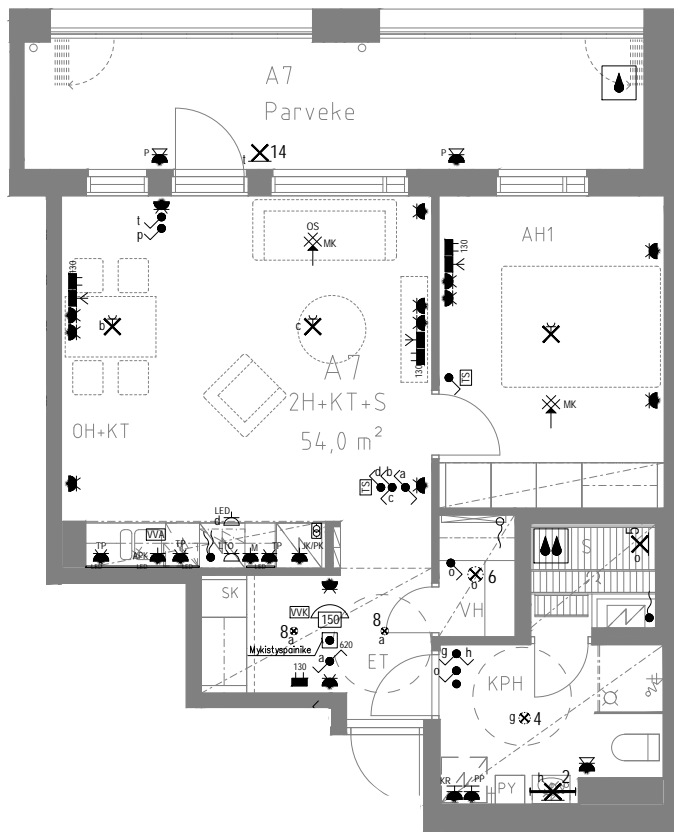 A7
Parveke
P
t 14
P
t
p
OS
MK
AH1
130
130
b
c
A7
2H+KT+S
54,0 m²
130
TS
MK
OH+KT
d b a
TS
c
LED
d
VVA
TP
APK
TP
LTO
M
TP
JK/PK
LED
LED
LED
LED
S
5
o
o
o
6
VH
SK
VVK
150
8
a
8
a
Mykistyspainike
620
a
130
ET
g
h
o
KPH
g
4
KR
PP
PY
h
2